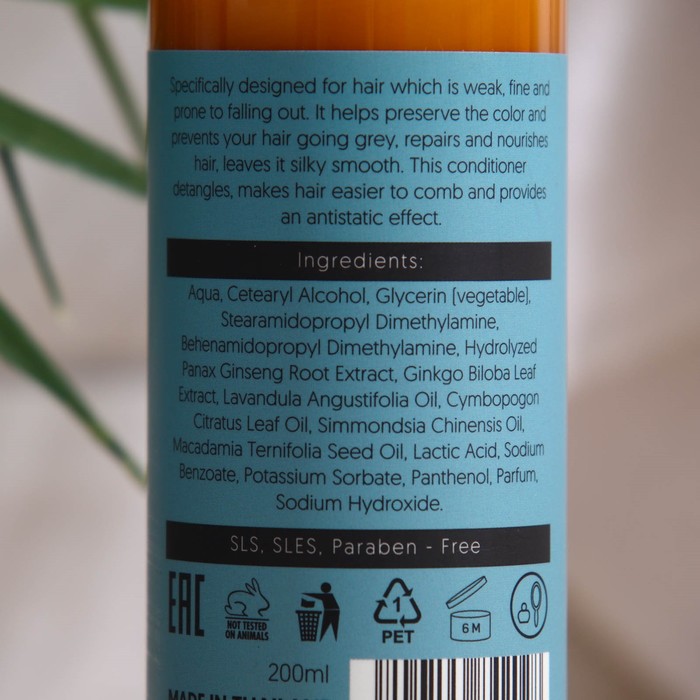 Specifically designed for hair which is weak, fine and
prone to falling out. It helps preserve the color and
prevents your hair going grey, repairs and nourishes
hair, leaves it silky smooth. This conditioner
detangles, makes hair easier to comb and provides
an antistatic effect.
Ingredients:
Aqua, Cetearyl Alcohol, Glycerin (vegetable),
Stearamidopropyl Dimethylamine,
Behenamidopropyl Dimethylamine, Hydrolyzed
Panax Ginseng Root Extract, Ginkgo Biloba Leaf
Extract, Lavandula Angustifolia Oil, Cymbopogon
Citratus Leaf Oil, Simmondsia Chinensis Oil,
Macadamia Ternifolia Seed Oil, Lactic Acid, Sodium
Benzoate, Potassium Sorbate, Panthenol, Parfum,
Sodium Hydroxide.
SLS, SLES, Paraben - Free
EAC
NOT TESTED
ON ANIMALS
1
PET
6 M
200ml
MADE IN